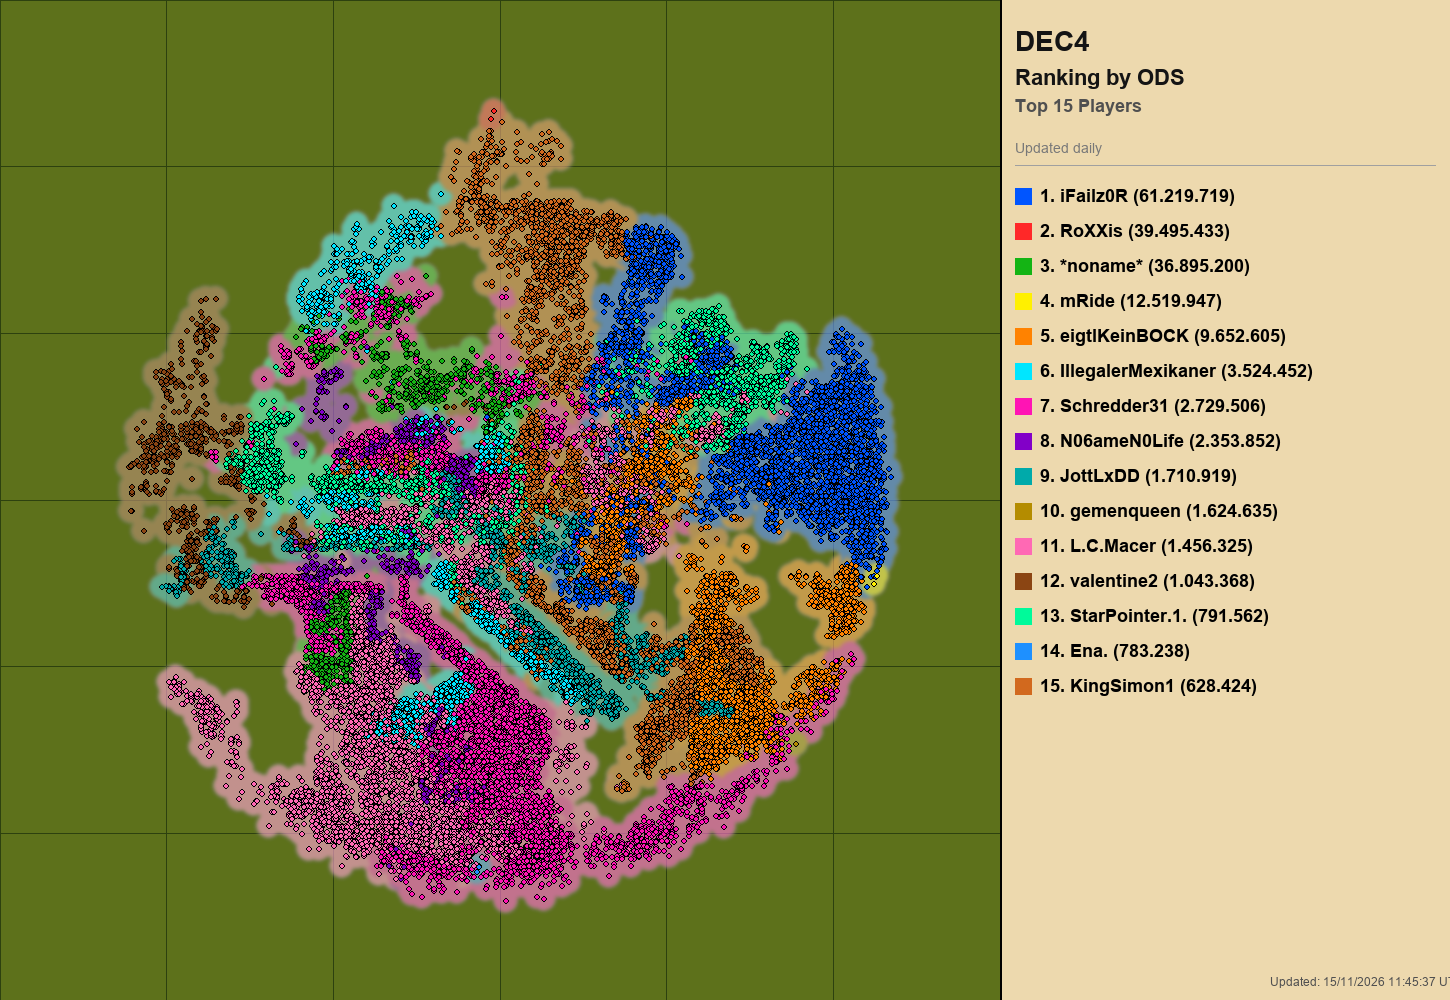 DEC4
Ranking by ODS
Top 15 Players
Updated daily
1. iFailz0R (61.219.719)
2. RoXXis (39.495.433)
3. *noname* (36.895.200)
4. mRide (12.519.947)
5. eigtlKeinBOCK (9.652.605)
6. IllegalerMexikaner (3.524.452)
7. Schredder31 (2.729.506)
8. N06ameN0Life (2.353.852)
9. JottLxDD (1.710.919)
10. gemenqueen (1.624.635)
11. L.C.Macer (1.456.325)
12. valentine2 (1.043.368)
13. StarPointer.1. (791.562)
14. Ena. (783.238)
15. KingSimon1 (628.424)
Updated: 15/11/2026 11:45:37 U